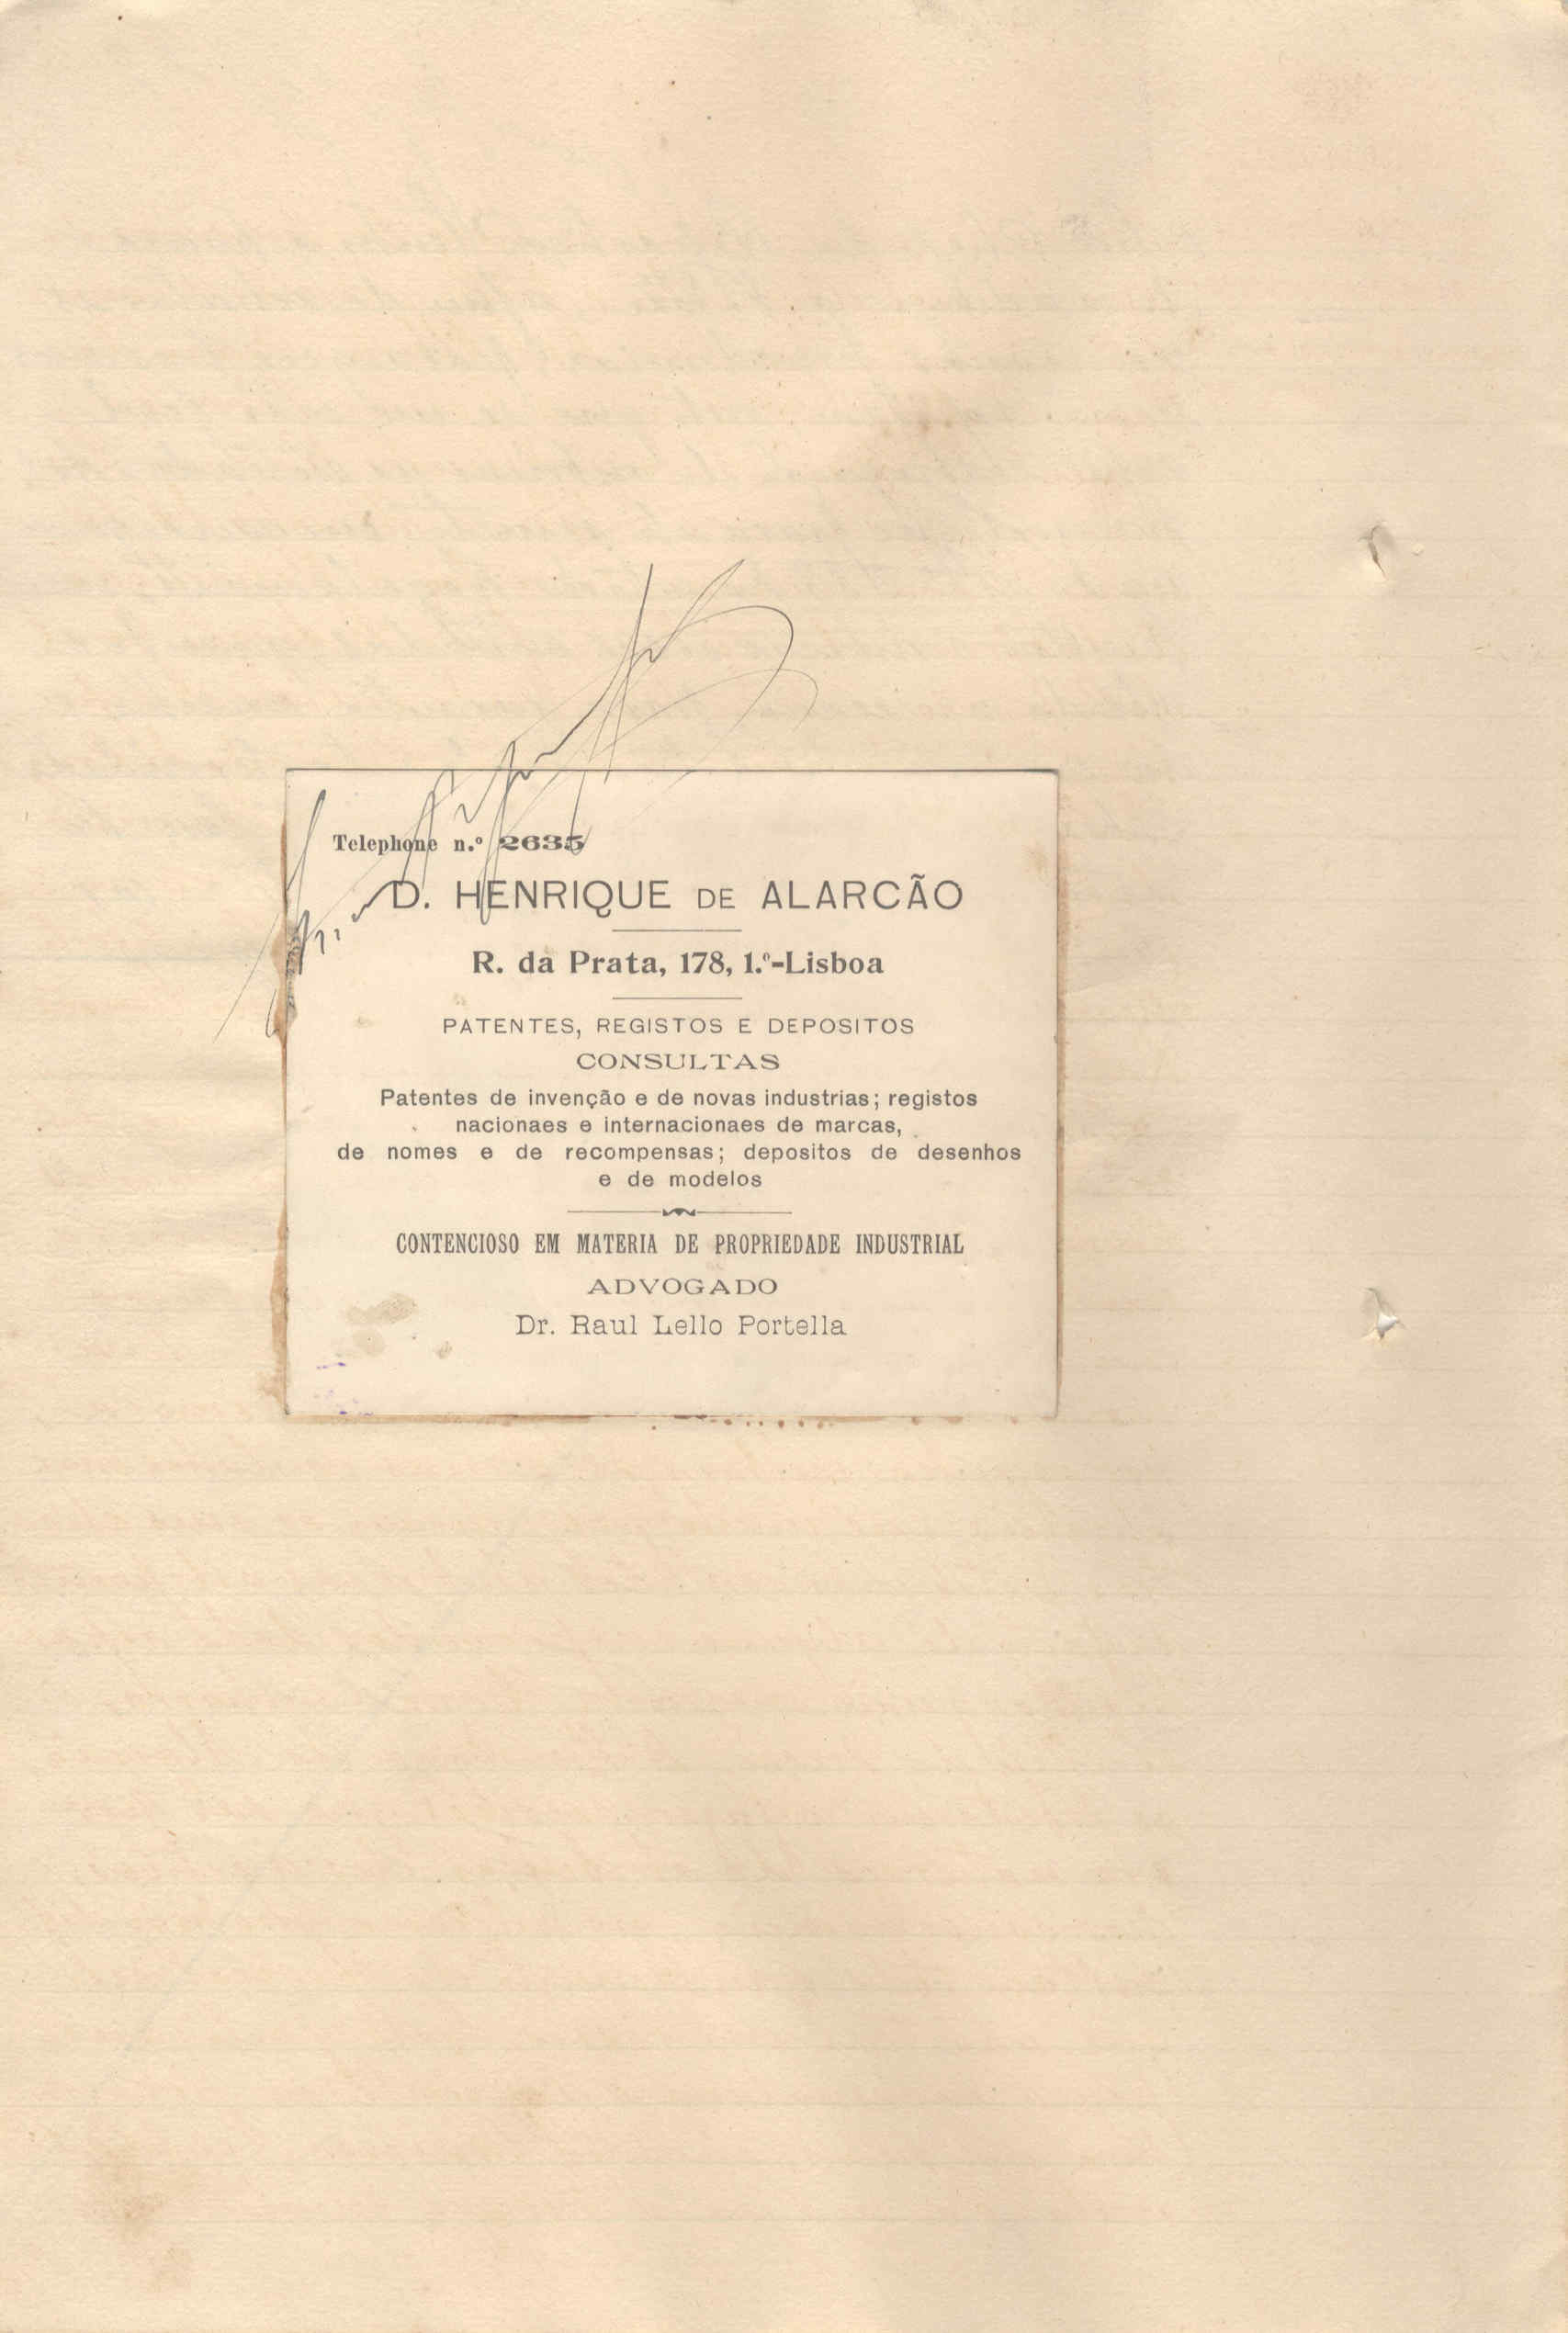 Telephone n.º 2635
D. HENRIQUE DE ALARCÃO
R. da Prata, 178, 1.º-Lisboa
PATENTES, REGISTOS E DEPOSITOS
CONSULTAS
Patentes de invenção e de novas industrias; registos
nacionaes e internacionaes de marcas,
de nomes e de recompensas; depositos de desenhos
e de modelos
CONTENCIOSO EM MATERIA DE PROPRIEDADE INDUSTRIAL
ADVOGADO
Dr. Raul Lello Portella